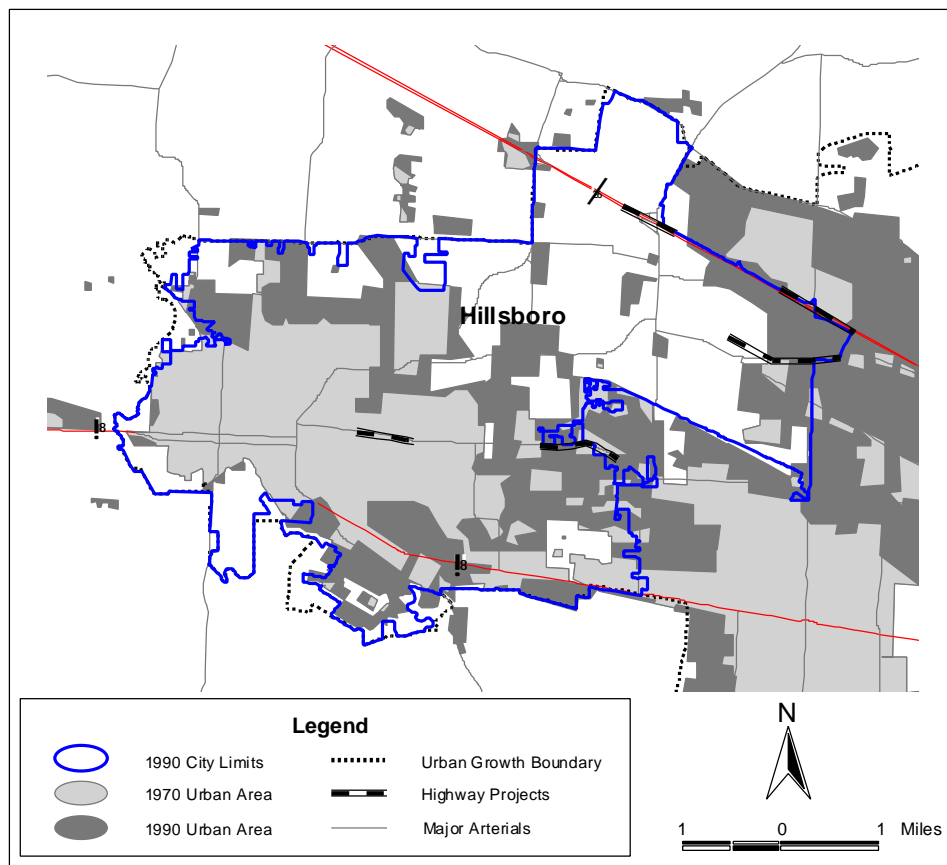 Hillsboro
8
8
Legend
1990 City Limits
Urban Growth Boundary
1970 Urban Area
Highway Projects
1990 Urban Area
Major Arterials
N
1 0 1 Miles